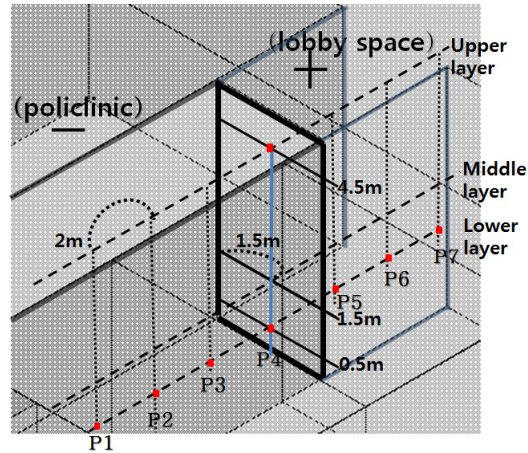 (lobby space)
+
Upper
layer
(policlinic)
−
Middle
layer
4.5m
Lower
layer
2m
1.5m
P7
P6
P5
1.5m
P4
0.5m
P3
P2
P1